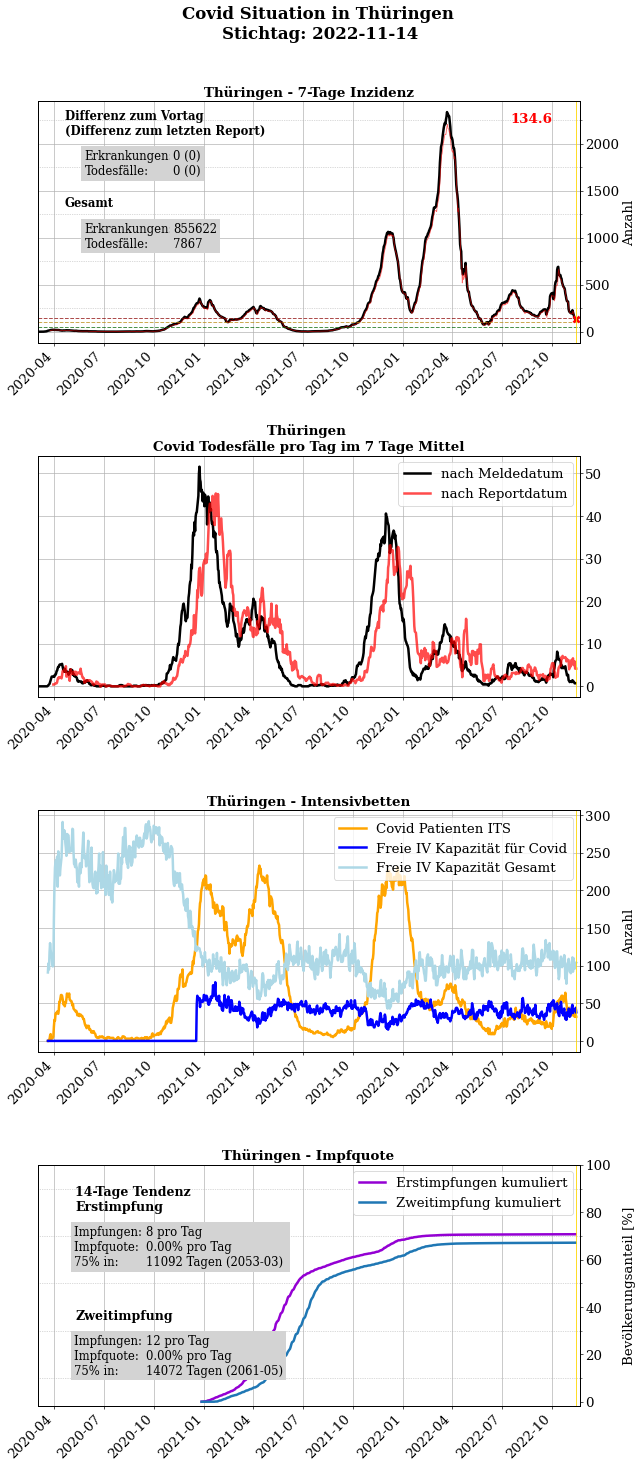 Covid Situation in Thüringen
Stichtag: 2022-11-14
Thüringen - 7-Tage Inzidenz
Differenz zum Vortag
(Differenz zum letzten Report)
134.6
Erkrankungen 0 (0)
Todesfälle: 0 (0)
Gesamt
Erkrankungen 855622
Todesfälle: 7867
2000
1500
1000
500
0
Anzahl
2020-04
2020-07
2020-10
2021-01
2021-04
2021-07
2021-10
2022-01
2022-04
2022-07
2022-10
Thüringen
Covid Todesfälle pro Tag im 7 Tage Mittel
nach Meldedatum
nach Reportdatum
50
40
30
20
10
0
2020-04
2020-07
2020-10
2021-01
2021-04
2021-07
2021-10
2022-01
2022-04
2022-07
2022-10
Thüringen - Intensivbetten
Covid Patienten ITS
Freie IV Kapazität für Covid
Freie IV Kapazität Gesamt
300
250
200
150
100
50
0
Anzahl
2020-04
2020-07
2020-10
2021-01
2021-04
2021-07
2021-10
2022-01
2022-04
2022-07
2022-10
Thüringen - Impfquote
Erstimpfungen kumuliert
Zweitimpfung kumuliert
14-Tage Tendenz
Erstimpfung
Impfungen: 8 pro Tag
Impfquote: 0.00% pro Tag
75% in: 11092 Tagen (2053-03)
Zweitimpfung
Impfungen: 12 pro Tag
Impfquote: 0.00% pro Tag
75% in: 14072 Tagen (2061-05)
100
80
60
40
20
0
Bevölkerungsanteil [%]
2020-04
2020-07
2020-10
2021-01
2021-04
2021-07
2021-10
2022-01
2022-04
2022-07
2022-10